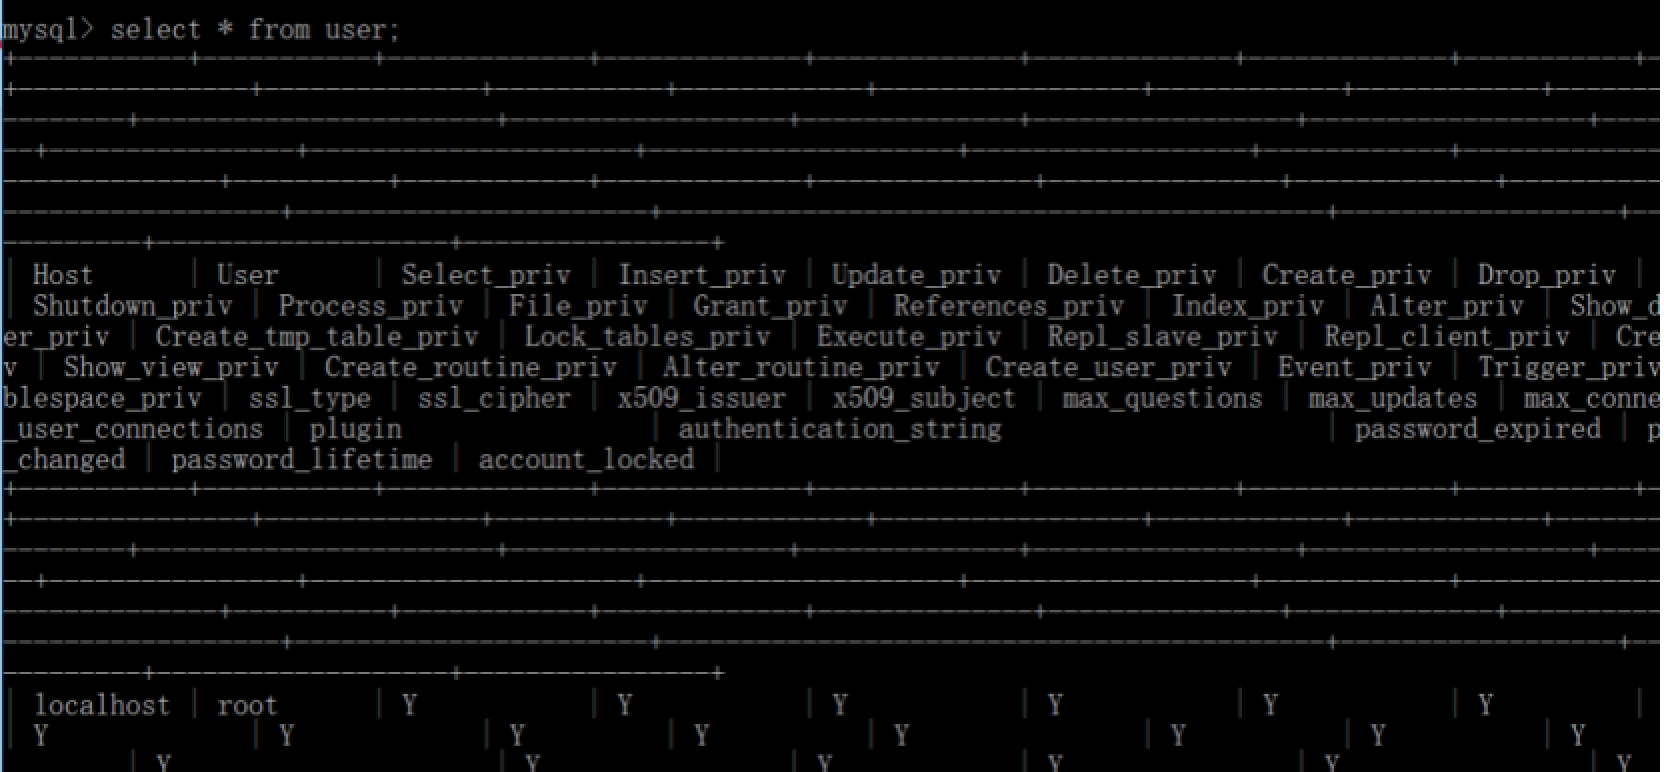 mysql> select * from user;
+-----------+-----------+-------------+-------------+-------------+-------------+-------------+-----------+-
+---------------+--------------+-----------+------------+-----------------+------------+------------+-------
--------+-----------------------+------------------+--------------+-----------------+------------------+----
--+----------------+---------------------+--------------------+------------------+------------+-------------
--------------+----------+------------+-------------+--------------+---------------+-------------+----------
------------------+-----------------------+-------------------------------------------+------------------+--
---------+-------------------+----------------+
| Host | User | Select_priv | Insert_priv | Update_priv | Delete_priv | Create_priv | Drop_priv |
| Shutdown_priv | Process_priv | File_priv | Grant_priv | References_priv | Index_priv | Alter_priv | Show_d
er_priv | Create_tmp_table_priv | Lock_tables_priv | Execute_priv | Repl_slave_priv | Repl_client_priv | Cre
v | Show_view_priv | Create_routine_priv | Alter_routine_priv | Create_user_priv | Event_priv | Trigger_priv
blespace_priv | ssl_type | ssl_cipher | x509_issuer | x509_subject | max_questions | max_updates | max_conne
_user_connections | plugin | authentication_string | password_expired | p
_changed | password_lifetime | account_locked |
+-----------+-----------+-------------+-------------+-------------+-------------+-------------+-----------+-
+---------------+--------------+-----------+------------+-----------------+------------+------------+-------
--------+-----------------------+------------------+--------------+-----------------+------------------+----
--+----------------+---------------------+--------------------+------------------+------------+-------------
--------------+----------+------------+-------------+--------------+---------------+-------------+----------
------------------+-----------------------+-------------------------------------------+------------------+--
---------+-------------------+----------------+
| localhost | root | Y | Y | Y | Y | Y | Y |
| Y | Y | Y | Y | Y | Y | Y | Y
| Y | Y | Y | Y | Y | Y